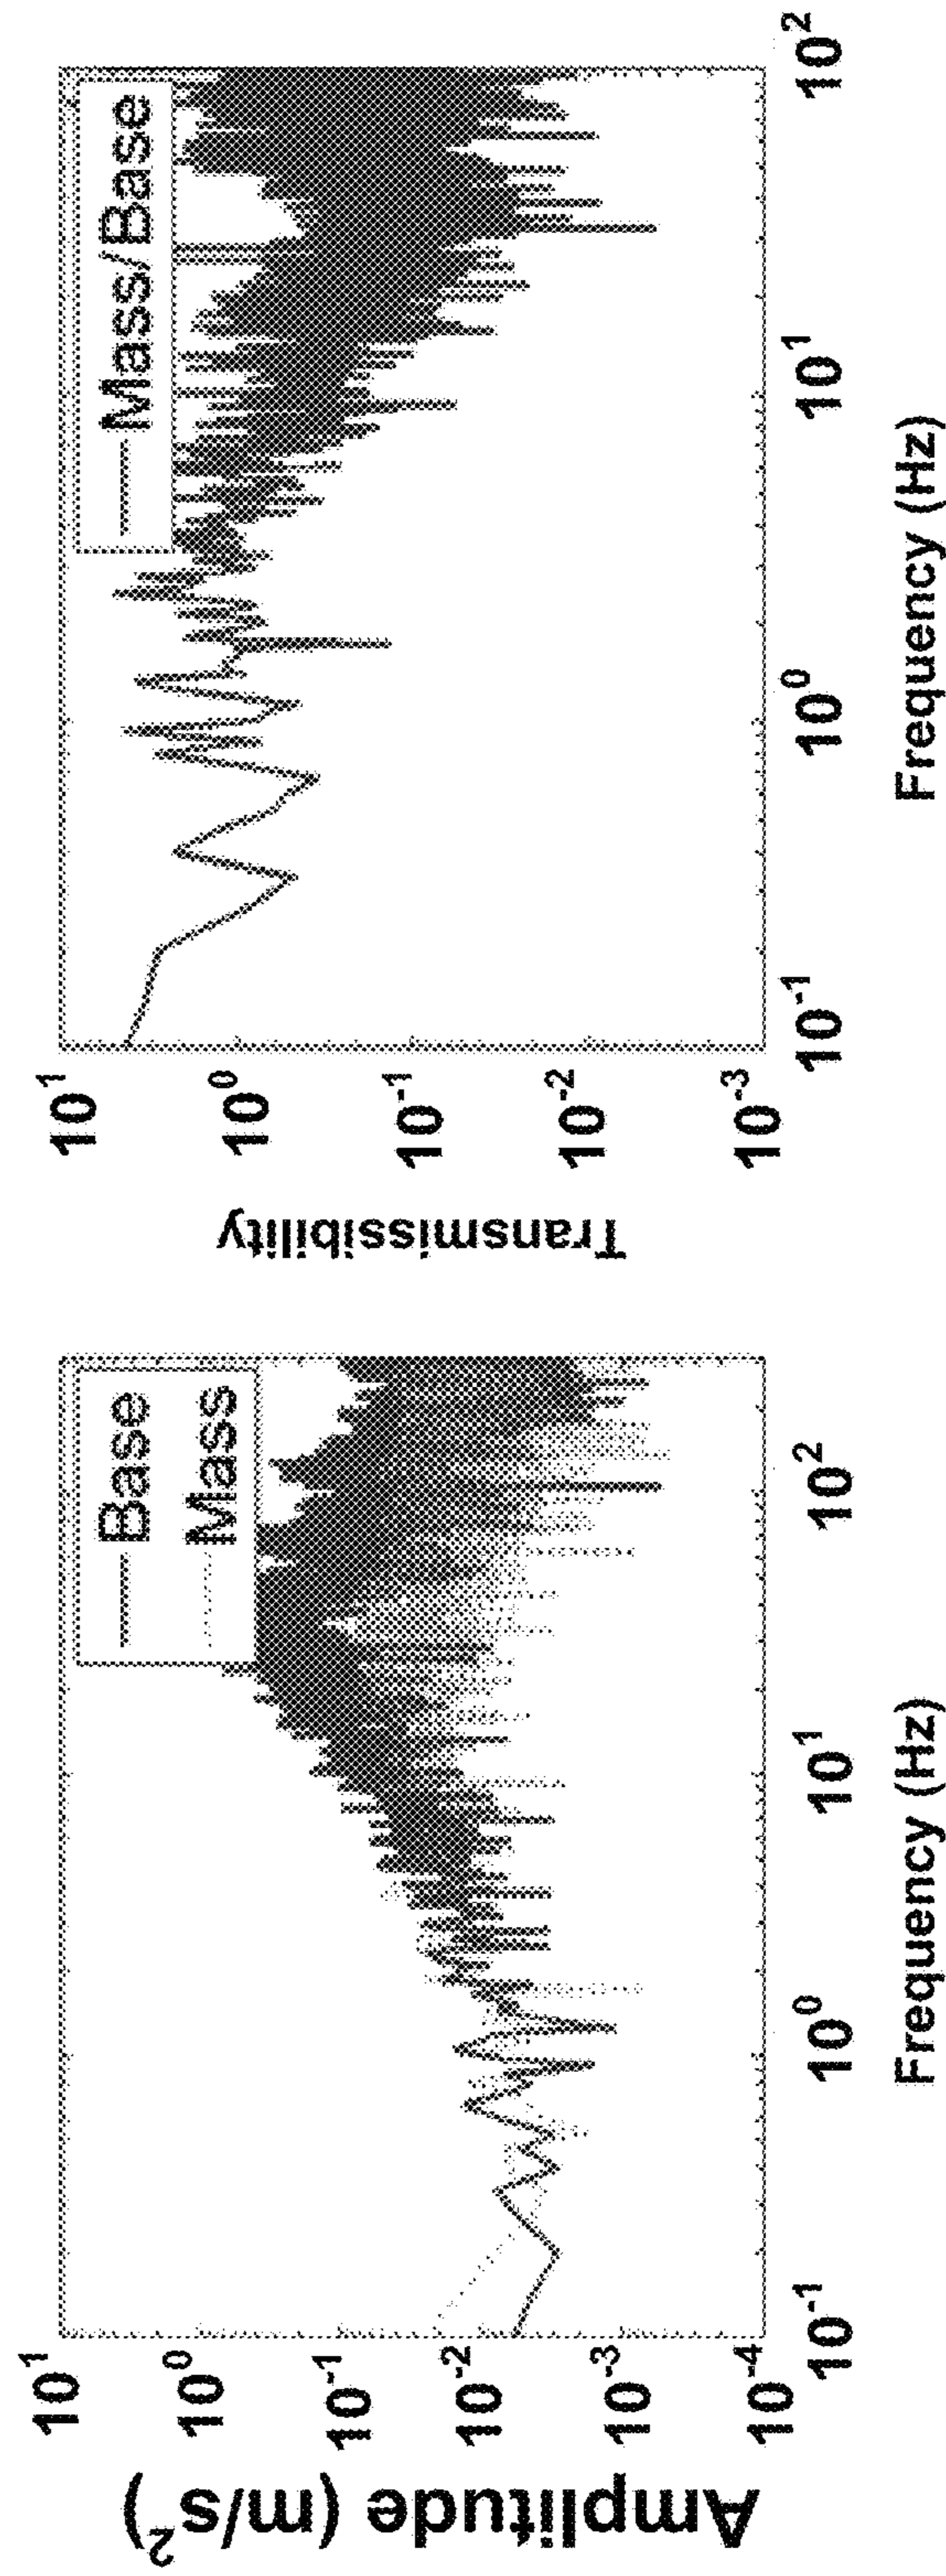 Amplitude (m/s²)
10¹
10⁰
10⁻¹
10⁻²
10⁻³
10⁻⁴
Base
Mass
10⁻¹
10⁰
10¹
10²
Frequency (Hz)
Transmissibility
10¹
10⁰
10⁻¹
10⁻²
10⁻³
Mass/Base
10⁻¹
10⁰
10¹
10²
Frequency (Hz)